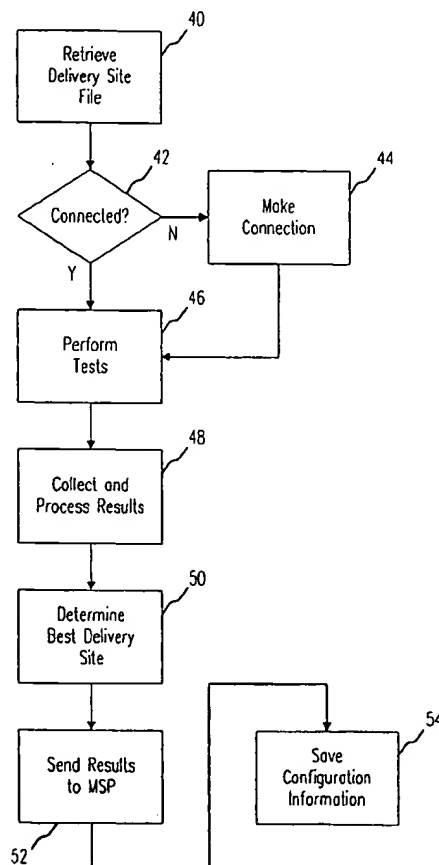 40
Retrieve
Delivery Site
File
42
Connected?
N
Y
44
Make
Connection
46
Perform
Tests
48
Collect and
Process Results
50
Determine
Best Delivery
Site
Send Results
to MSP
52
54
Save
Configuration
Information